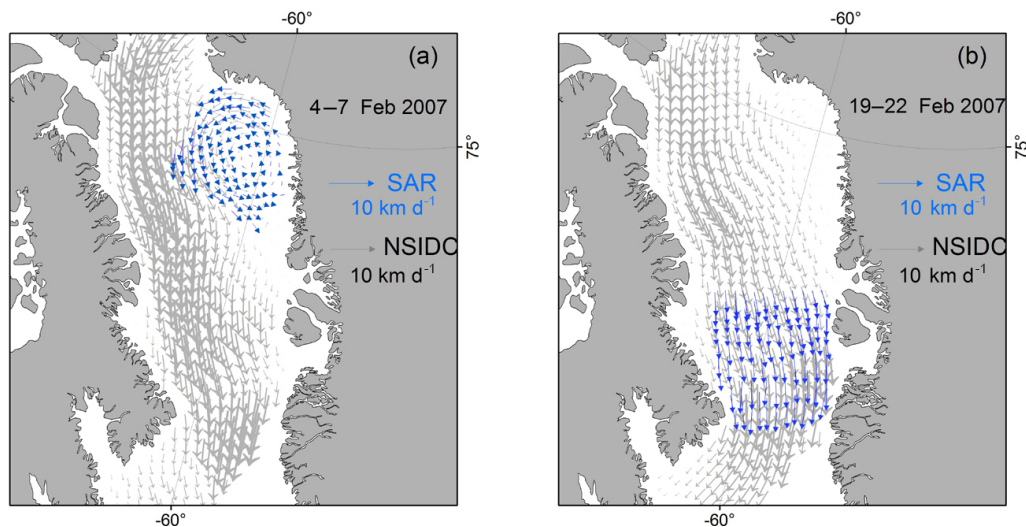 -60°
(a)
4–7 Feb 2007
75°
SAR
10 km d⁻¹
NSIDC
10 km d⁻¹
-60°
-60°
(b)
19–22 Feb 2007
75°
SAR
10 km d⁻¹
NSIDC
10 km d⁻¹
-60°